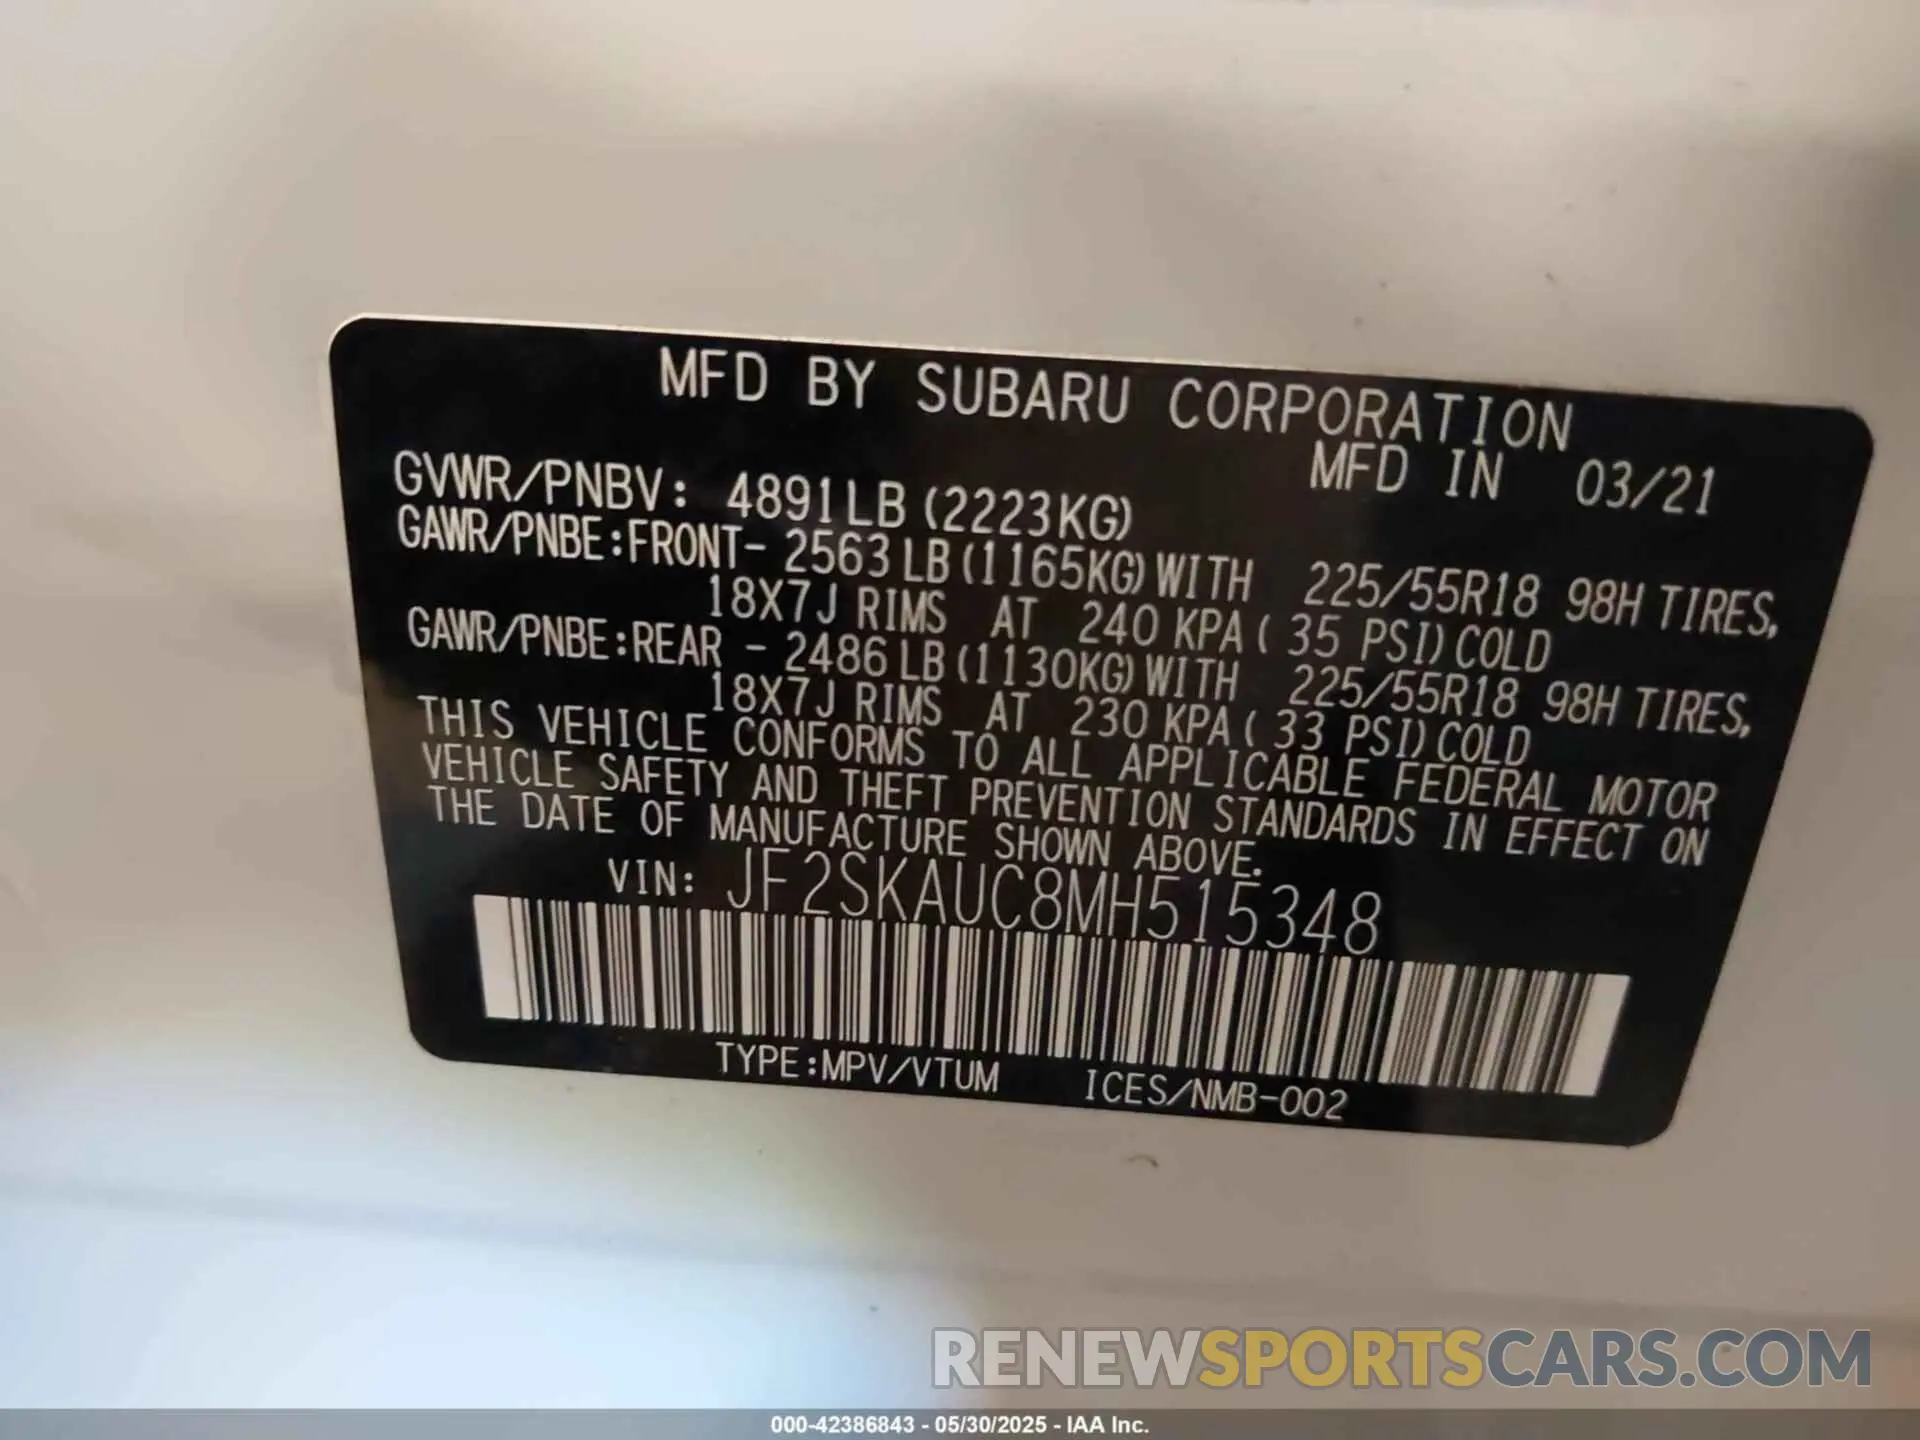 MFD BY SUBARU CORPORATION
MFD IN 03/21
GVWR/PNBV: 4891LB (2223KG)
GAWR/PNBE:FRONT- 2563 LB (1165KG) WITH 225/55R18 98H TIRES,
18X7J RIMS AT 240 KPA ( 35 PSI) COLD
GAWR/PNBE:REAR - 2486 LB (1130KG) WITH 225/55R18 98H TIRES,
18X7J RIMS AT 230 KPA ( 33 PSI) COLD
THIS VEHICLE CONFORMS TO ALL APPLICABLE FEDERAL MOTOR
VEHICLE SAFETY AND THEFT PREVENTION STANDARDS IN EFFECT ON
THE DATE OF MANUFACTURE SHOWN ABOVE.
VIN: JF2SKAUC8MH515348
TYPE:MPV/VTUM ICES/NMB-002
RENEWSPORTSCARS.COM
000-42386843 - 05/30/2025 - IAA Inc.